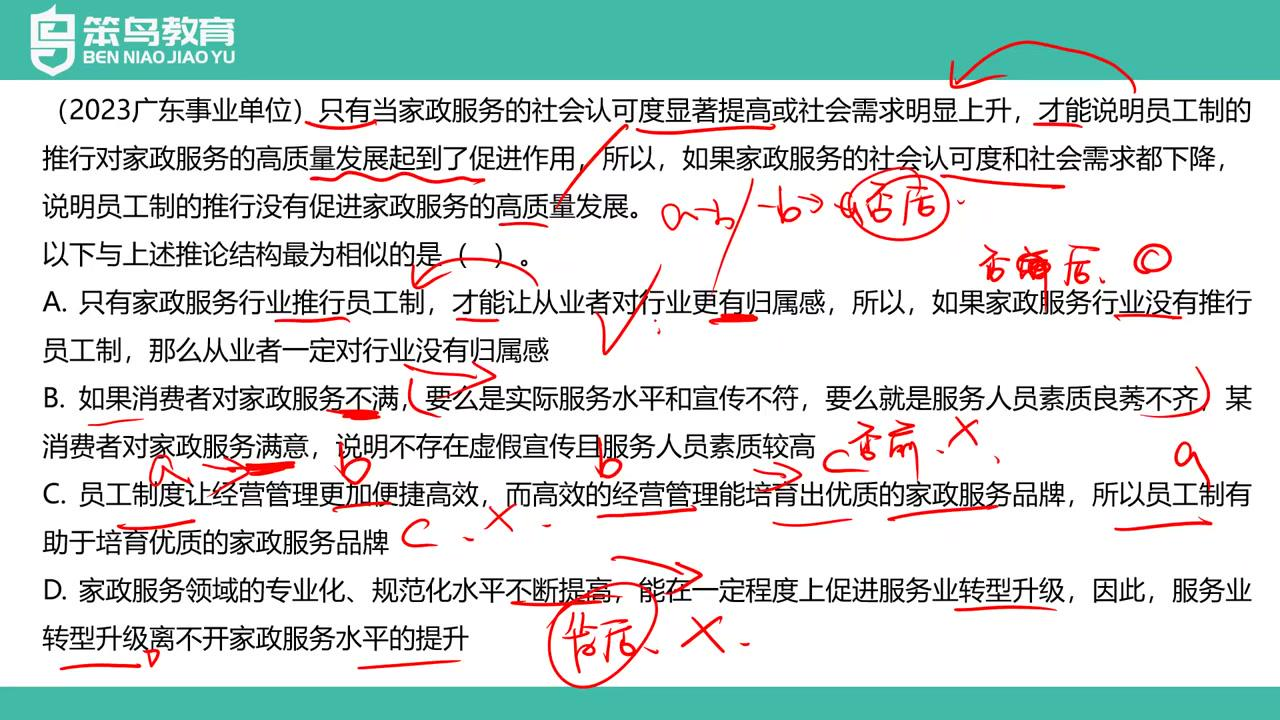 笨鸟教育
BEN NIAO JIAO YU
（2023广东事业单位）只有当家政服务的社会认可度显著提高或社会需求明显上升，才能说明员工制的
推行对家政服务的高质量发展起到了促进作用，所以，如果家政服务的社会认可度和社会需求都下降，
说明员工制的推行没有促进家政服务的高质量发展。
a→b
-b→-a
否后
以下与上述推论结构最为相似的是（ ）。
A. 只有家政服务行业推行员工制，才能让从业者对行业更有归属感，所以，如果家政服务行业没有推行
员工制，那么从业者一定对行业没有归属感
B. 如果消费者对家政服务不满，要么是实际服务水平和宣传不符，要么就是服务人员素质良莠不齐，某
消费者对家政服务满意，说明不存在虚假宣传且服务人员素质较高
否前 ×
a b b c a
C. 员工制度让经营管理更加便捷高效，而高效的经营管理能培育出优质的家政服务品牌，所以员工制有
助于培育优质的家政服务品牌
c ×
D. 家政服务领域的专业化、规范化水平不断提高，能在一定程度上促进服务业转型升级，因此，服务业
转型升级离不开家政服务水平的提升
肯后 ×